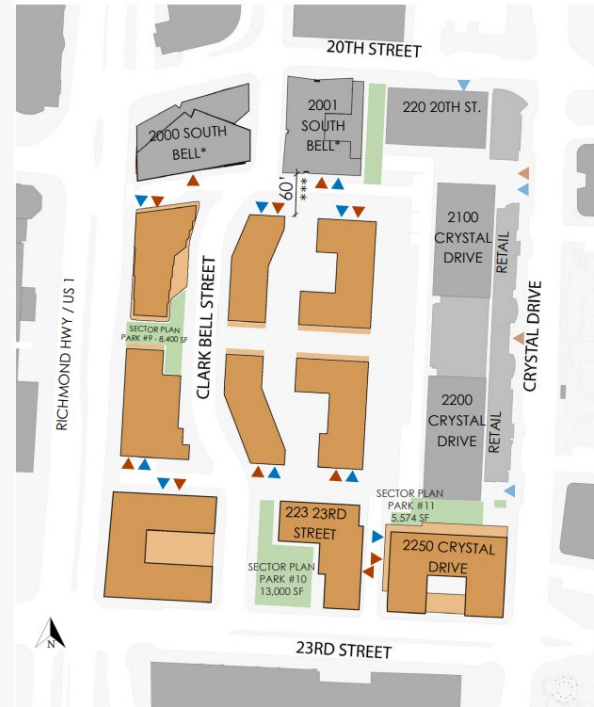 20TH STREET
2000 SOUTH
BELL*
2001
SOUTH
BELL*
220 20TH ST.
60'
***
2100
CRYSTAL
DRIVE
RETAIL
CLARK BELL STREET
RICHMOND HWY / US 1
CRYSTAL DRIVE
SECTOR PLAN
PARK #9 - 8,400 SF
2200
CRYSTAL
DRIVE
RETAIL
SECTOR PLAN
PARK #11
5,574 SF
223 23RD
STREET
2250 CRYSTAL
DRIVE
SECTOR PLAN
PARK #10
13,000 SF
N
23RD STREET